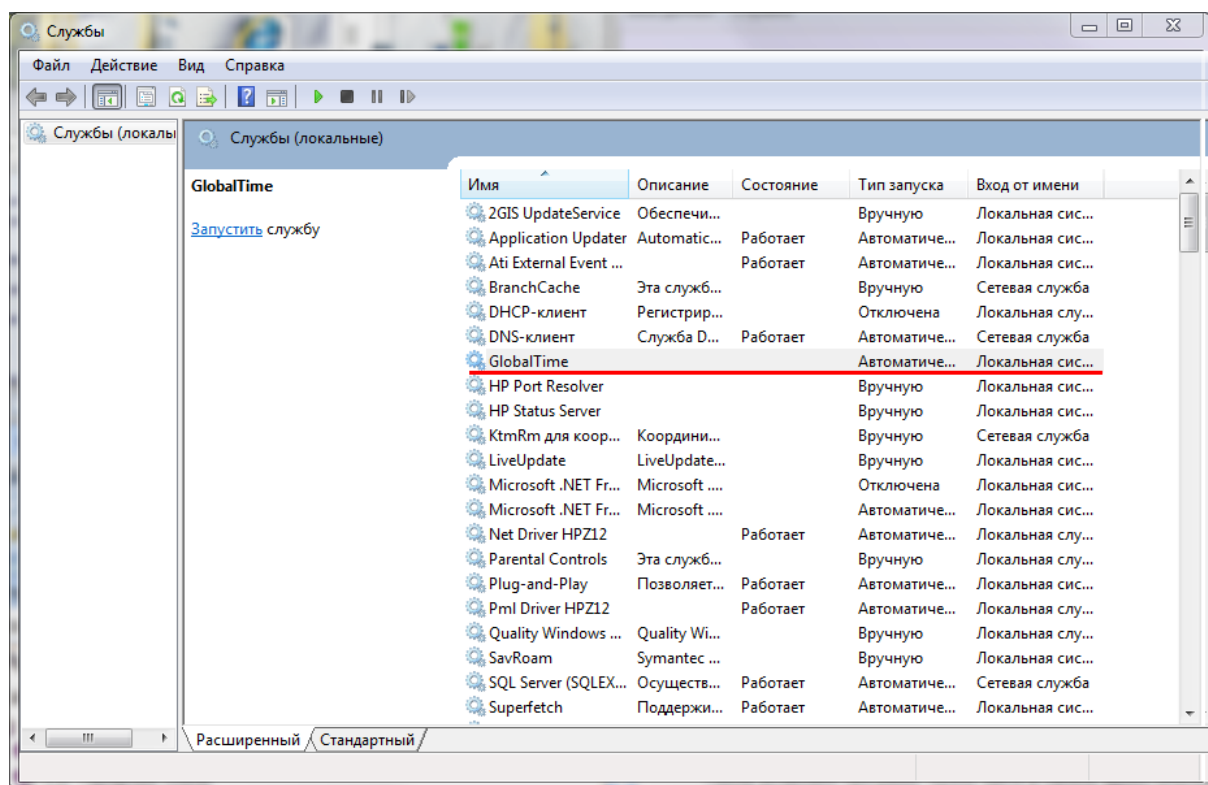 Службы
Файл Действие Вид Справка
Службы (локалы
Службы (локальные)
GlobalTime
Запустить службу
Имя Описание Состояние Тип запуска Вход от имени
2GIS UpdateService Обеспечи... Вручную Локальная сис...
Application Updater Automatic... Работает Автоматиче... Локальная сис...
Ati External Event ... Работает Автоматиче... Локальная сис...
BranchCache Эта служб... Вручную Сетевая служба
DHCP-клиент Регистрир... Отключена Локальная слу...
DNS-клиент Служба D... Работает Автоматиче... Сетевая служба
GlobalTime Автоматиче... Локальная сис...
HP Port Resolver Вручную Локальная сис...
HP Status Server Вручную Локальная сис...
KtmRm для коор... Координи... Вручную Сетевая служба
LiveUpdate LiveUpdate... Вручную Локальная сис...
Microsoft .NET Fr... Microsoft .... Отключена Локальная сис...
Microsoft .NET Fr... Microsoft .... Автоматиче... Локальная сис...
Net Driver HPZ12 Работает Автоматиче... Локальная слу...
Parental Controls Эта служб... Вручную Локальная слу...
Plug-and-Play Позволяет... Работает Автоматиче... Локальная сис...
Pml Driver HPZ12 Работает Автоматиче... Локальная слу...
Quality Windows ... Quality Wi... Вручную Локальная слу...
SavRoam Symantec ... Вручную Локальная сис...
SQL Server (SQLEX... Осуществ... Работает Автоматиче... Сетевая служба
Superfetch Поддержи... Работает Автоматиче... Локальная сис...
Расширенный Стандартный